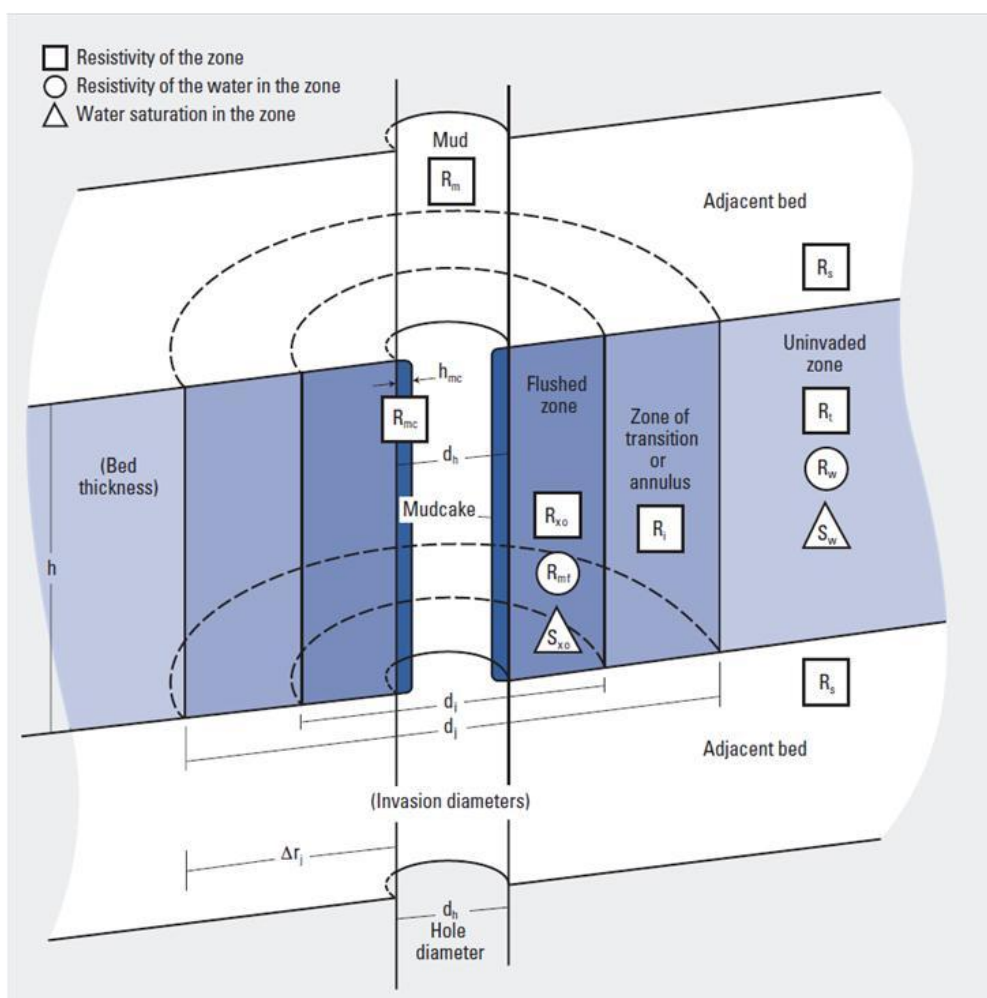 Resistivity of the zone
Resistivity of the water in the zone
Water saturation in the zone
Mud
Rm
Adjacent bed
Rs
Uninvaded
zone
hmc
Flushed
zone
Rt
Rmc
Zone of
transition
or
annulus
(Bed
thickness)
dh
Rw
Mudcake
Rxo
Ri
Sw
h
Rmf
Sxo
Rs
di
dj
Adjacent bed
(Invasion diameters)
Δrj
dh
Hole
diameter